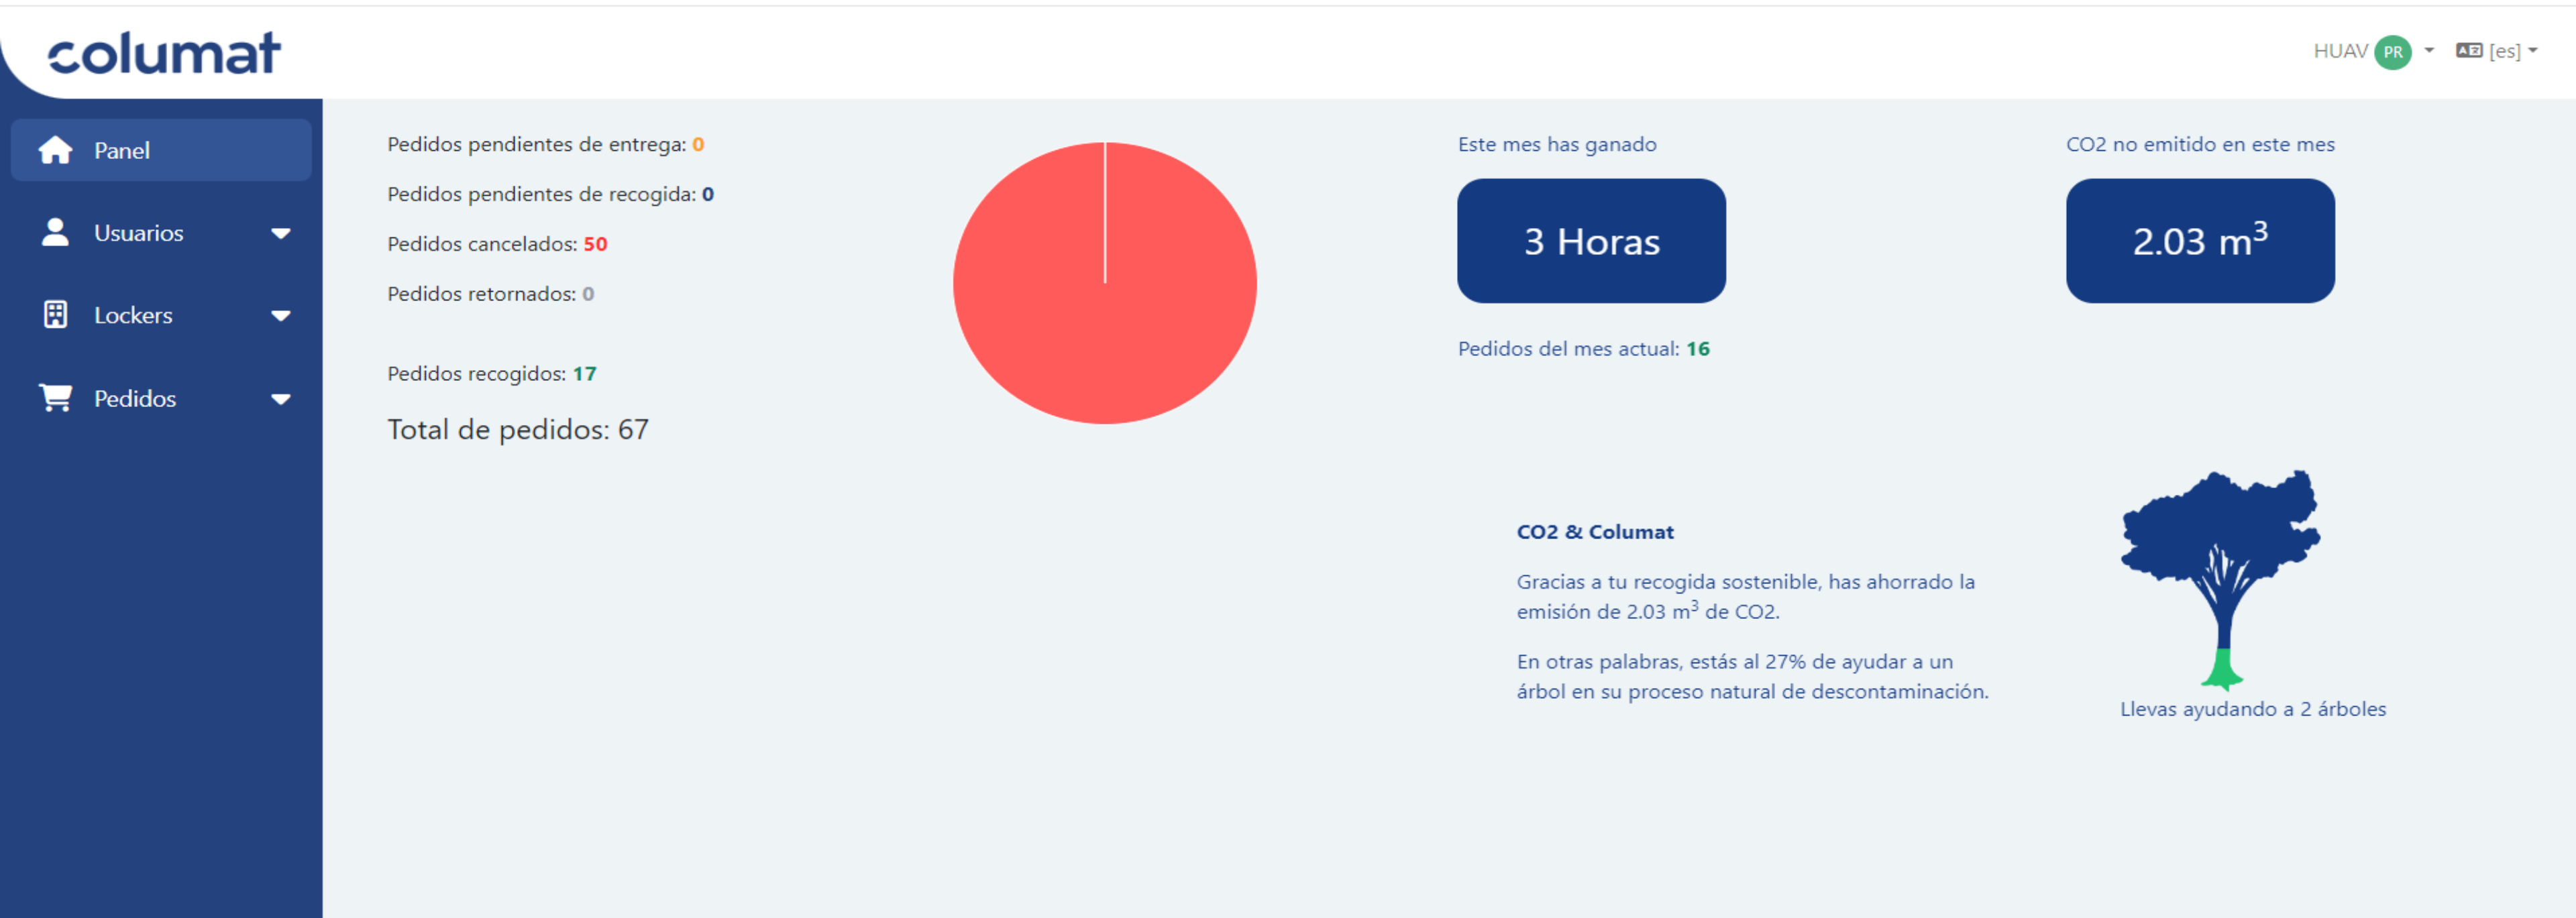 columat
HUAV PR [es]
Panel
Usuarios
Lockers
Pedidos
Pedidos pendientes de entrega: 0
Pedidos pendientes de recogida: 0
Pedidos cancelados: 50
Pedidos retornados: 0
Pedidos recogidos: 17
Total de pedidos: 67
Este mes has ganado
3 Horas
Pedidos del mes actual: 16
CO2 no emitido en este mes
2.03 m³
CO2 & Columat
Gracias a tu recogida sostenible, has ahorrado la
emisión de 2.03 m³ de CO2.
En otras palabras, estás al 27% de ayudar a un
árbol en su proceso natural de descontaminación.
Llevas ayudando a 2 árboles